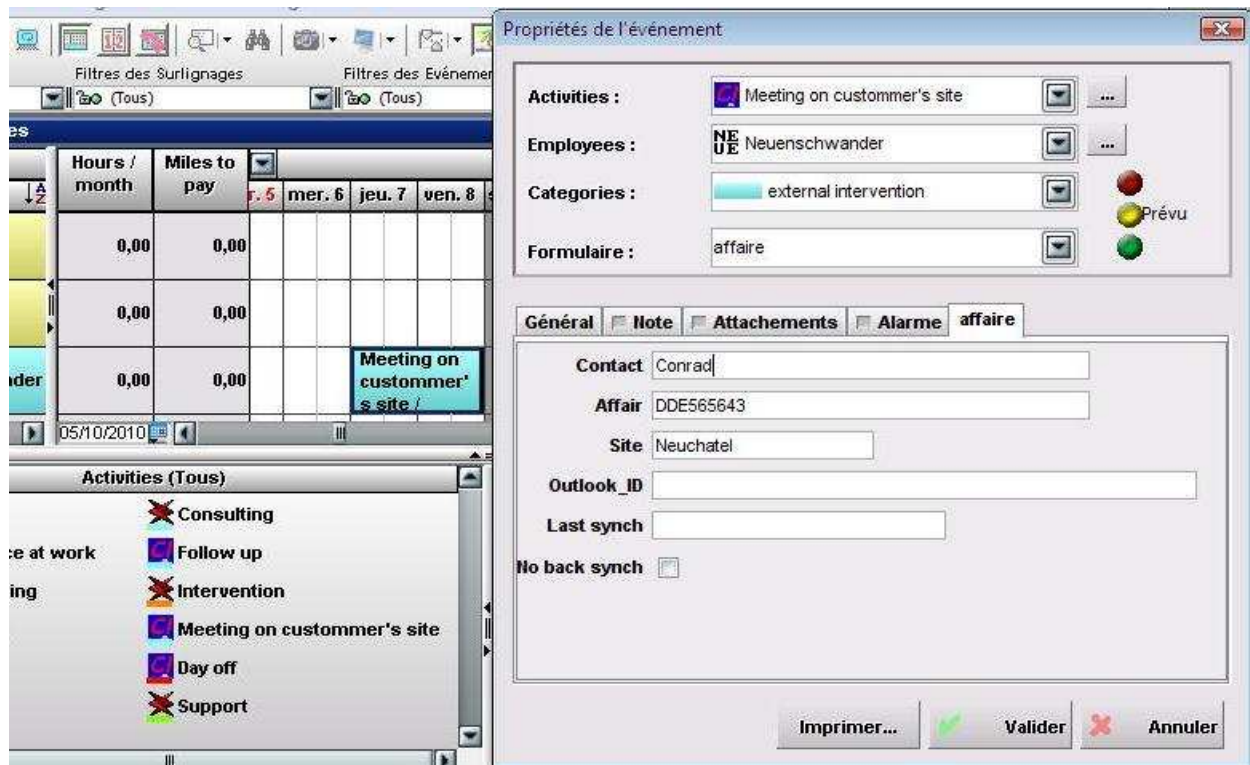 Filtres des Surlignages
(Tous)
Filtres des Evéneme
(Tous)
es
Hours / month
Miles to pay
r. 5
mer. 6
jeu. 7
ven. 8
0,00
0,00
0,00
0,00
nder
0,00
0,00
Meeting on
custommer'
s site /
05/10/2010
Activities (Tous)
Consulting
ce at work
Follow up
ing
Intervention
Meeting on custommer's site
Day off
Support
Propriétés de l'événement
Activities :
Meeting on custommer's site
...
Employees :
NE
UE
Neuenschwander
...
Categories :
external intervention
Prévu
Formulaire :
affaire
Général
Note
Attachements
Alarme
affaire
Contact
Conrad
Affair
DDE565643
Site
Neuchatel
Outlook_ID
Last synch
No back synch
Imprimer...
Valider
Annuler